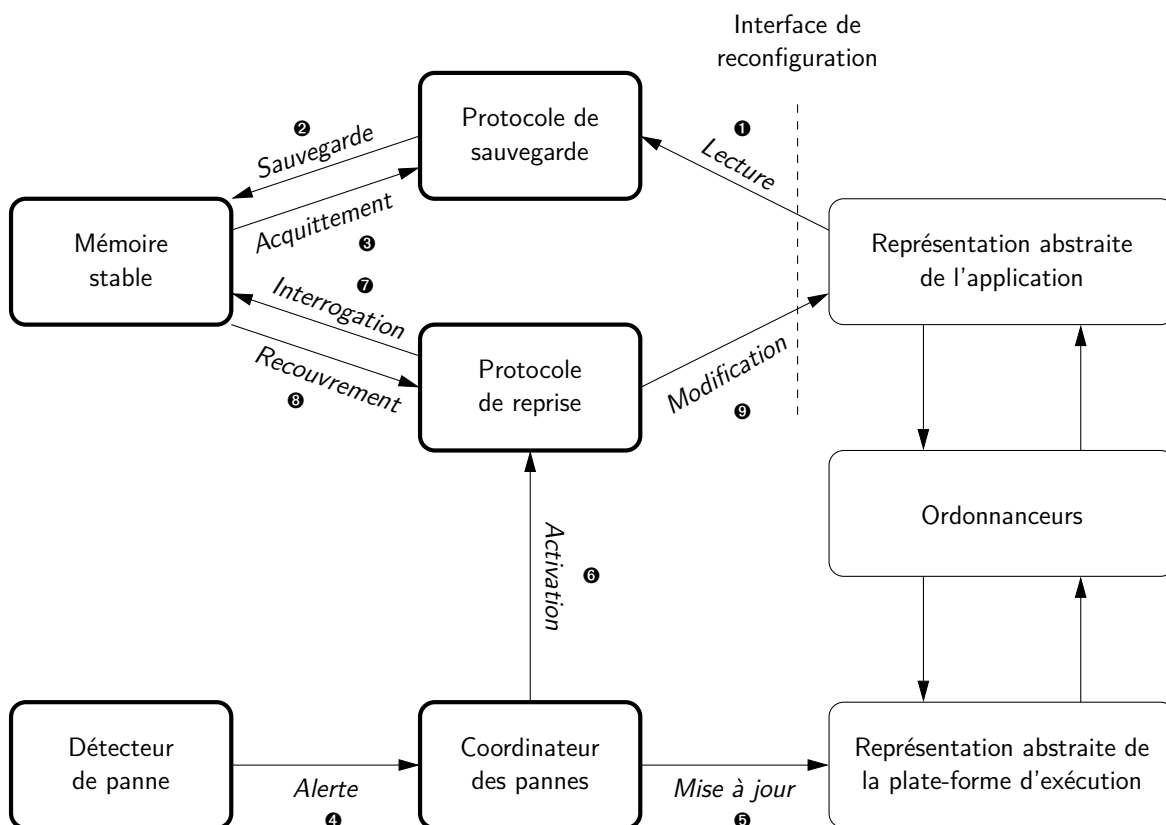 Interface de
reconfiguration
Protocole de
sauvegarde
❶
Lecture
❷
Sauvegarde
Acquittement
❸
Mémoire
stable
Représentation abstraite
de l'application
❼
Interrogation
Recouvrement
❽
Protocole
de reprise
Modification
❾
Ordonnanceurs
Activation
❻
Détecteur
de panne
Alerte
❹
Coordinateur
des pannes
Mise à jour
❺
Représentation abstraite de
la plate-forme d'exécution